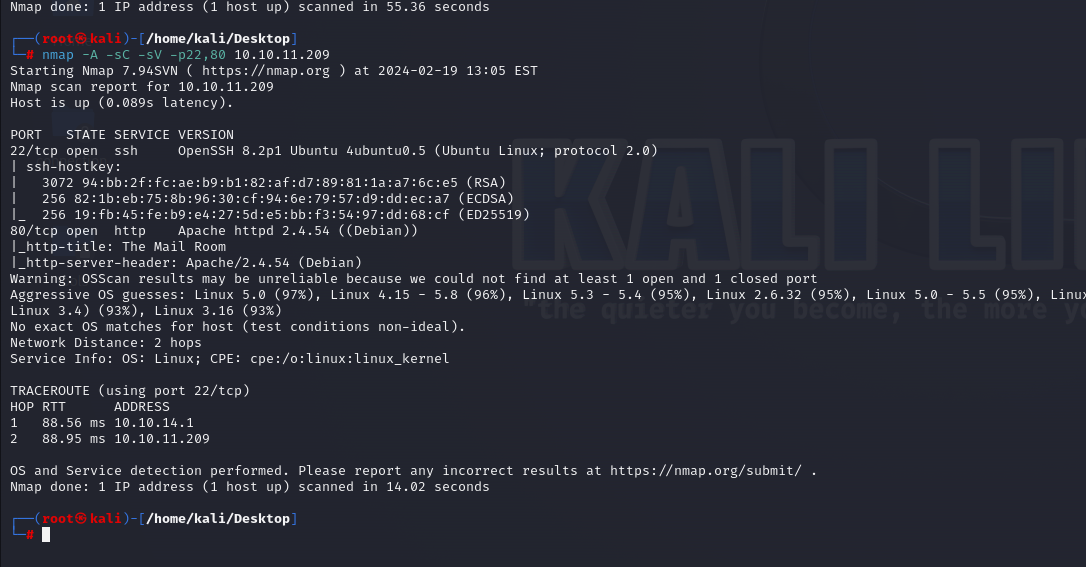 Nmap done: 1 IP address (1 host up) scanned in 55.36 seconds
┌──(root㉿kali)-[/home/kali/Desktop]
└─# nmap -A -sC -sV -p22,80 10.10.11.209
Starting Nmap 7.94SVN ( https://nmap.org ) at 2024-02-19 13:05 EST
Nmap scan report for 10.10.11.209
Host is up (0.089s latency).
PORT   STATE SERVICE VERSION
22/tcp open  ssh     OpenSSH 8.2p1 Ubuntu 4ubuntu0.5 (Ubuntu Linux; protocol 2.0)
| ssh-hostkey:
|   3072 94:bb:2f:fc:ae:b9:b1:82:af:d7:89:81:1a:a7:6c:e5 (RSA)
|   256 82:1b:eb:75:8b:96:30:cf:94:6e:79:57:d9:dd:ec:a7 (ECDSA)
|_  256 19:fb:45:fe:b9:e4:27:5d:e5:bb:f3:54:97:dd:68:cf (ED25519)
80/tcp open  http    Apache httpd 2.4.54 ((Debian))
|_http-title: The Mail Room
|_http-server-header: Apache/2.4.54 (Debian)
Warning: OSScan results may be unreliable because we could not find at least 1 open and 1 closed port
Aggressive OS guesses: Linux 5.0 (97%), Linux 4.15 - 5.8 (96%), Linux 5.3 - 5.4 (95%), Linux 2.6.32 (95%), Linux 5.0 - 5.5 (95%), Linu
Linux 3.4) (93%), Linux 3.16 (93%)
No exact OS matches for host (test conditions non-ideal).
Network Distance: 2 hops
Service Info: OS: Linux; CPE: cpe:/o:linux:linux_kernel
TRACEROUTE (using port 22/tcp)
HOP RTT      ADDRESS
1   88.56 ms 10.10.14.1
2   88.95 ms 10.10.11.209
OS and Service detection performed. Please report any incorrect results at https://nmap.org/submit/ .
Nmap done: 1 IP address (1 host up) scanned in 14.02 seconds
┌──(root㉿kali)-[/home/kali/Desktop]
└─#
KALI LI
"the quieter you become, the more y